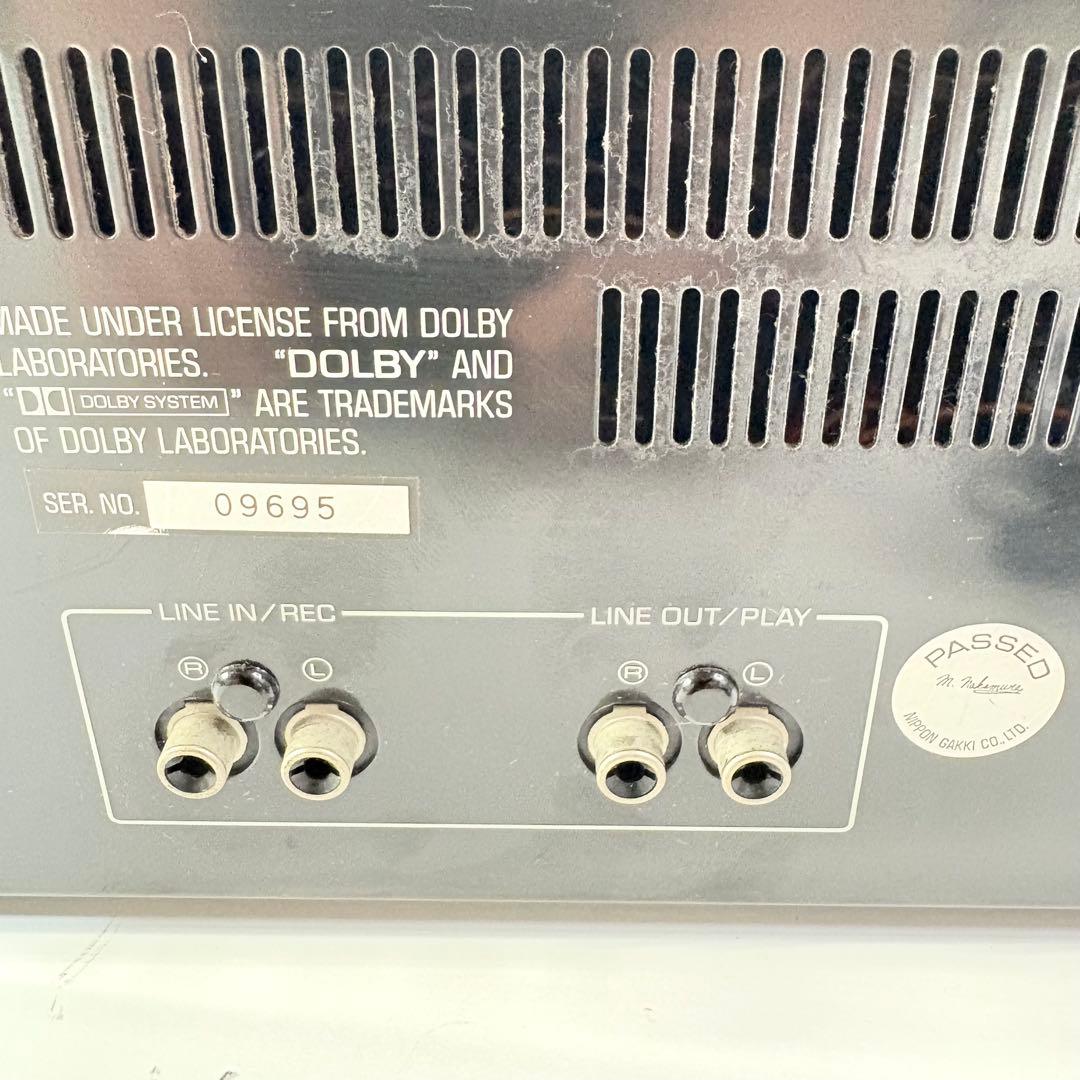 MADE UNDER LICENSE FROM DOLBY
LABORATORIES. "DOLBY" AND
"DOLBY SYSTEM" ARE TRADEMARKS
OF DOLBY LABORATORIES.
SER. NO. 09695
LINE IN/REC
LINE OUT/PLAY
R L
R L
PASSED
M. Nakamura
NIPPON GAKKI CO., LTD.